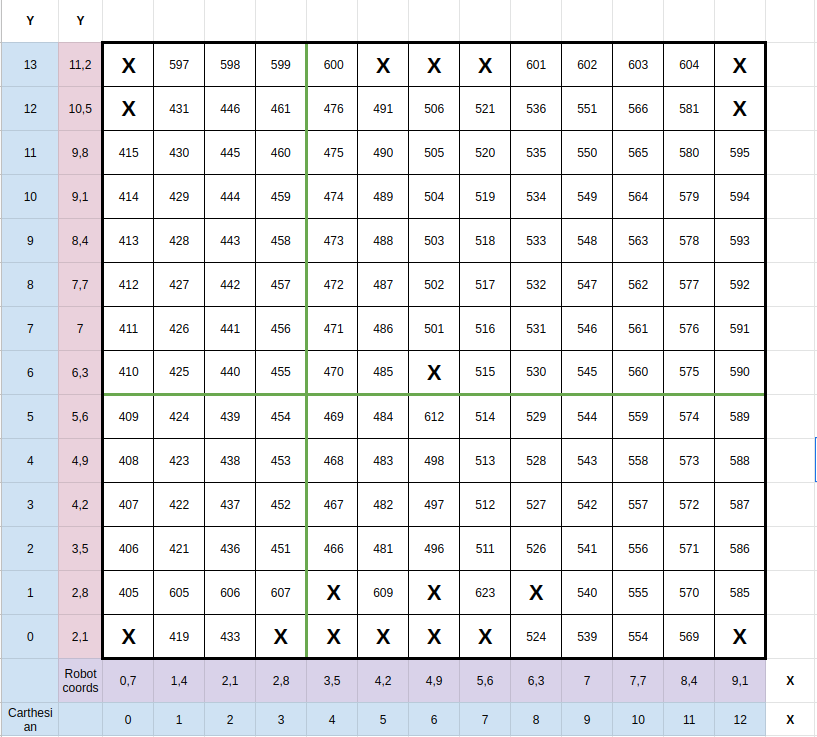 Y Y
13 11,2 X 597 598 599 600 X X X 601 602 603 604 X
12 10,5 X 431 446 461 476 491 506 521 536 551 566 581 X
11 9,8 415 430 445 460 475 490 505 520 535 550 565 580 595
10 9,1 414 429 444 459 474 489 504 519 534 549 564 579 594
9 8,4 413 428 443 458 473 488 503 518 533 548 563 578 593
8 7,7 412 427 442 457 472 487 502 517 532 547 562 577 592
7 7 411 426 441 456 471 486 501 516 531 546 561 576 591
6 6,3 410 425 440 455 470 485 X 515 530 545 560 575 590
5 5,6 409 424 439 454 469 484 612 514 529 544 559 574 589
4 4,9 408 423 438 453 468 483 498 513 528 543 558 573 588
3 4,2 407 422 437 452 467 482 497 512 527 542 557 572 587
2 3,5 406 421 436 451 466 481 496 511 526 541 556 571 586
1 2,8 405 605 606 607 X 609 X 623 X 540 555 570 585
0 2,1 X 419 433 X X X X X 524 539 554 569 X
Robot
coords 0,7 1,4 2,1 2,8 3,5 4,2 4,9 5,6 6,3 7 7,7 8,4 9,1 X
Carthesi
an 0 1 2 3 4 5 6 7 8 9 10 11 12 X